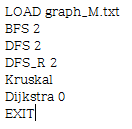 LOAD graph_M.txt
BFS 2
DFS 2
DFS_R 2
Kruskal
Dijkstra 0
EXIT